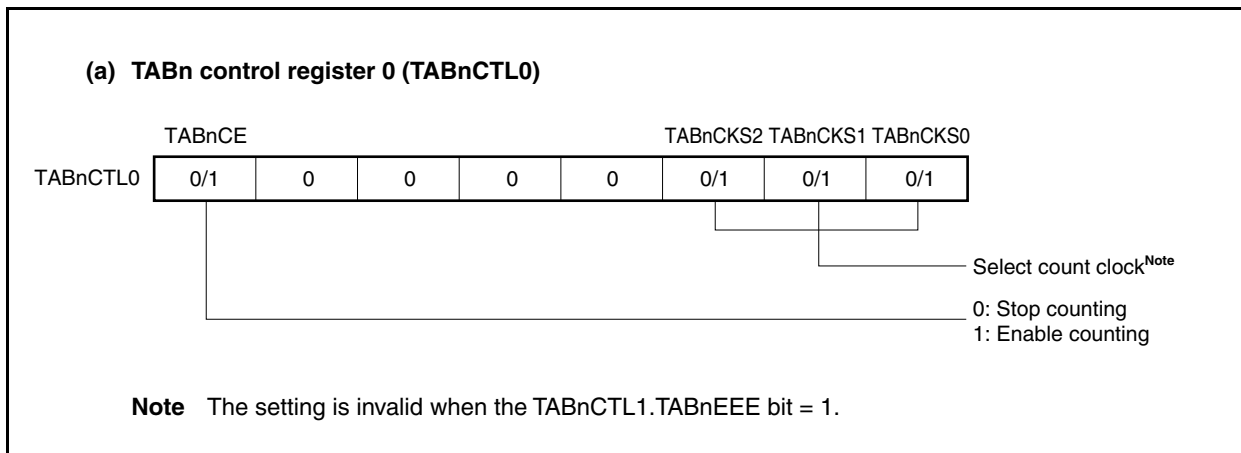 (a) TABn control register 0 (TABnCTL0)
TABnCE TABnCKS2 TABnCKS1 TABnCKS0
TABnCTL0 0/1 0 0 0 0 0/1 0/1 0/1
Select count clockNote
0: Stop counting
1: Enable counting
Note The setting is invalid when the TABnCTL1.TABnEEE bit = 1.